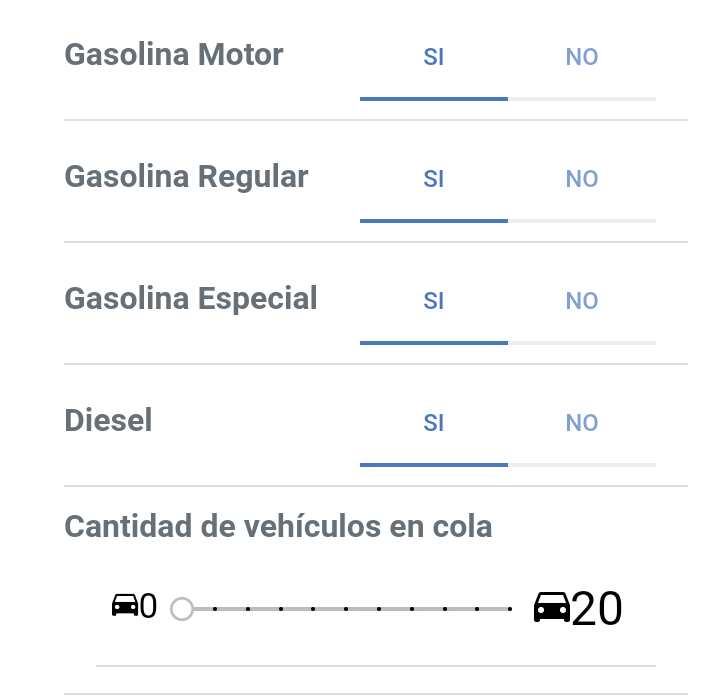 Gasolina Motor SI NO
Gasolina Regular SI NO
Gasolina Especial SI NO
Diesel SI NO
Cantidad de vehículos en cola
0 20